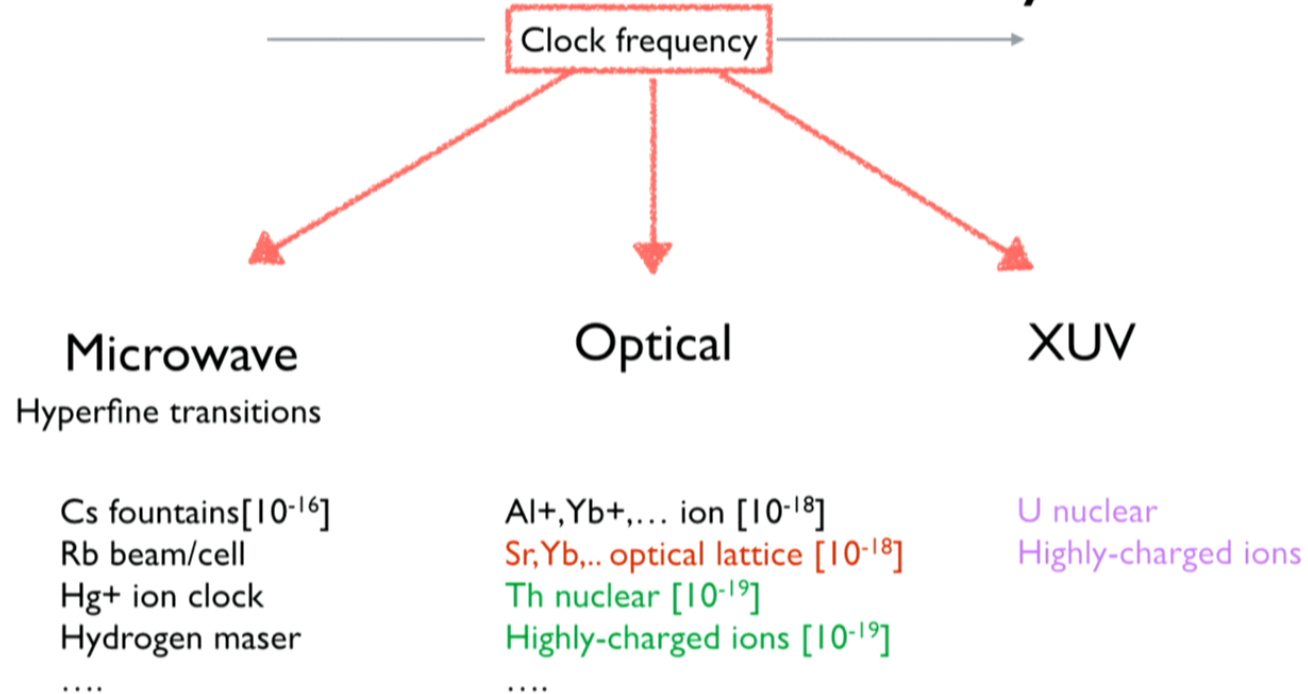 Clock frequency
Microwave
Hyperfine transitions
Cs fountains[10⁻¹⁶]
Rb beam/cell
Hg+ ion clock
Hydrogen maser
....
Optical
Al+,Yb+,... ion [10⁻¹⁸]
Sr,Yb,.. optical lattice [10⁻¹⁸]
Th nuclear [10⁻¹⁹]
Highly-charged ions [10⁻¹⁹]
....
XUV
U nuclear
Highly-charged ions